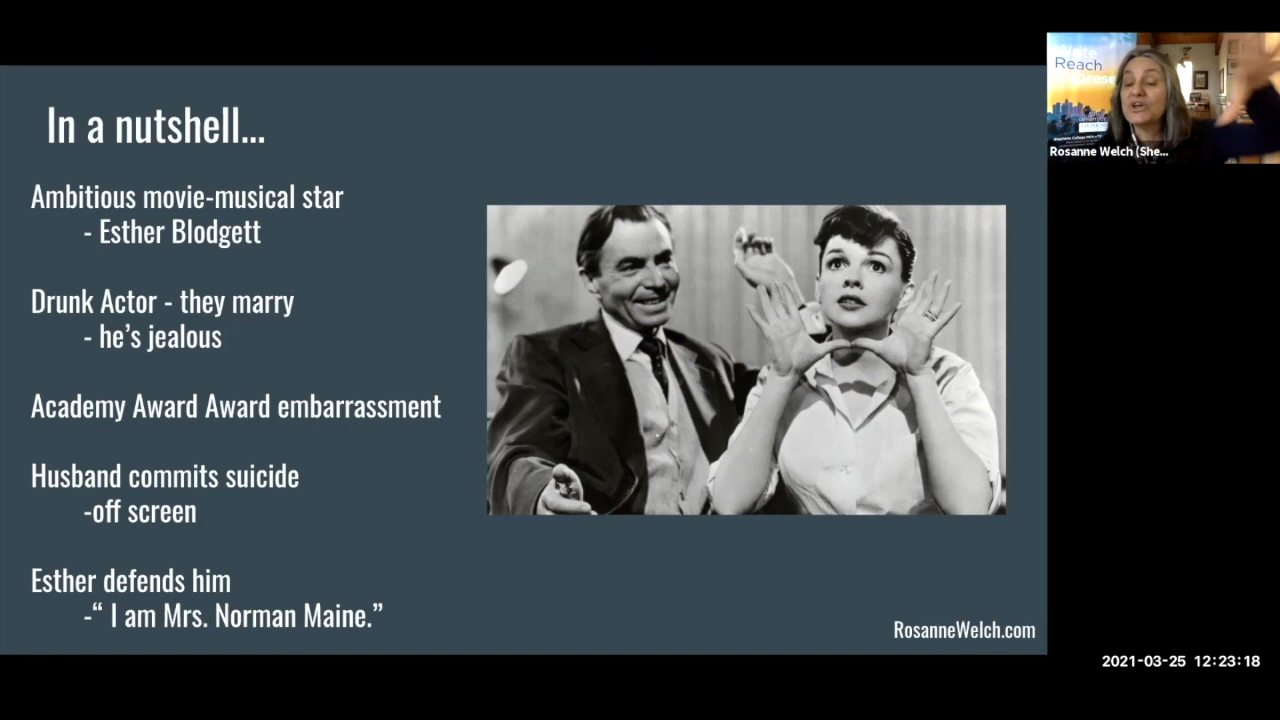 In a nutshell...
Ambitious movie-musical star
- Esther Blodgett
Drunk Actor - they marry
- he’s jealous
Academy Award Award embarrassment
Husband commits suicide
-off screen
Esther defends him
-“ I am Mrs. Norman Maine.”
RosanneWelch.com
Reach
Rosanne Welch (She...
2021-03-25 12:23:18